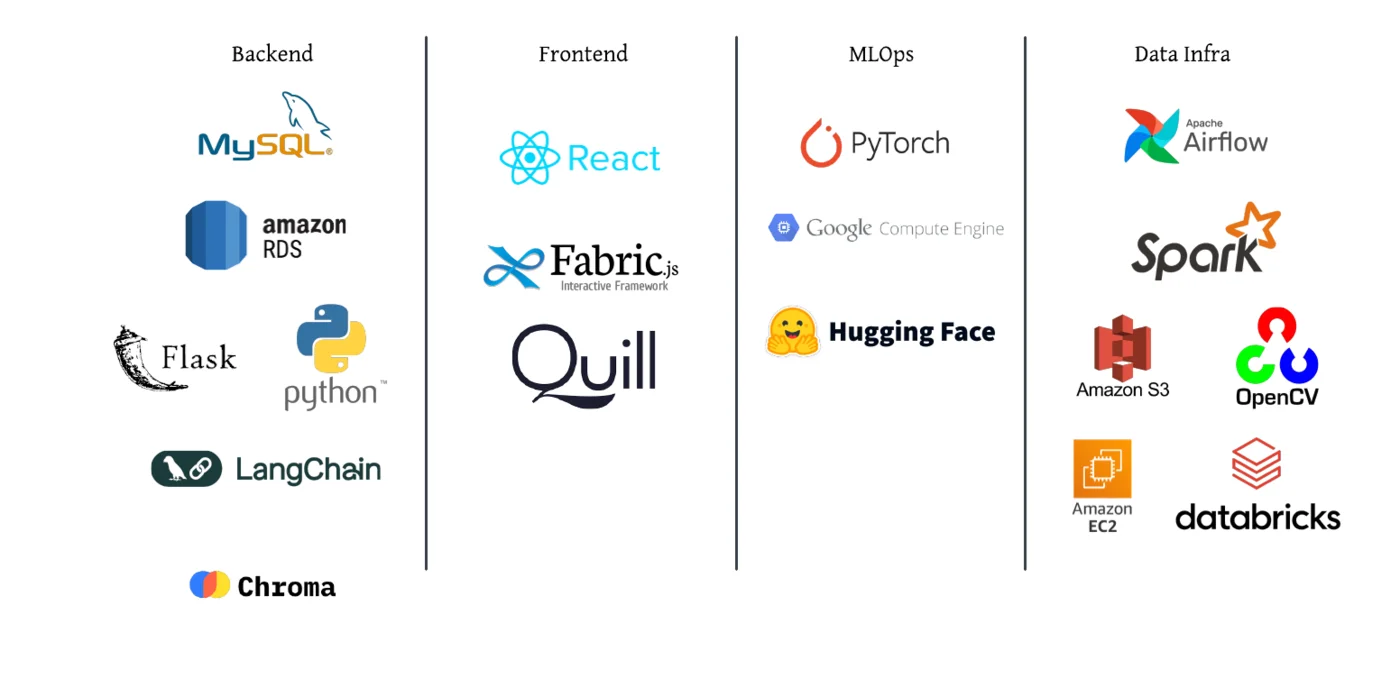 Backend
MySQL®
amazon
RDS
Flask
python™
LangChain
Chroma
Frontend
React
Fabric.js
Interactive Framework
Quill
MLOps
PyTorch
Google Compute Engine
Hugging Face
Data Infra
Apache
Airflow
Spark
Amazon S3
OpenCV
Amazon
EC2
databricks